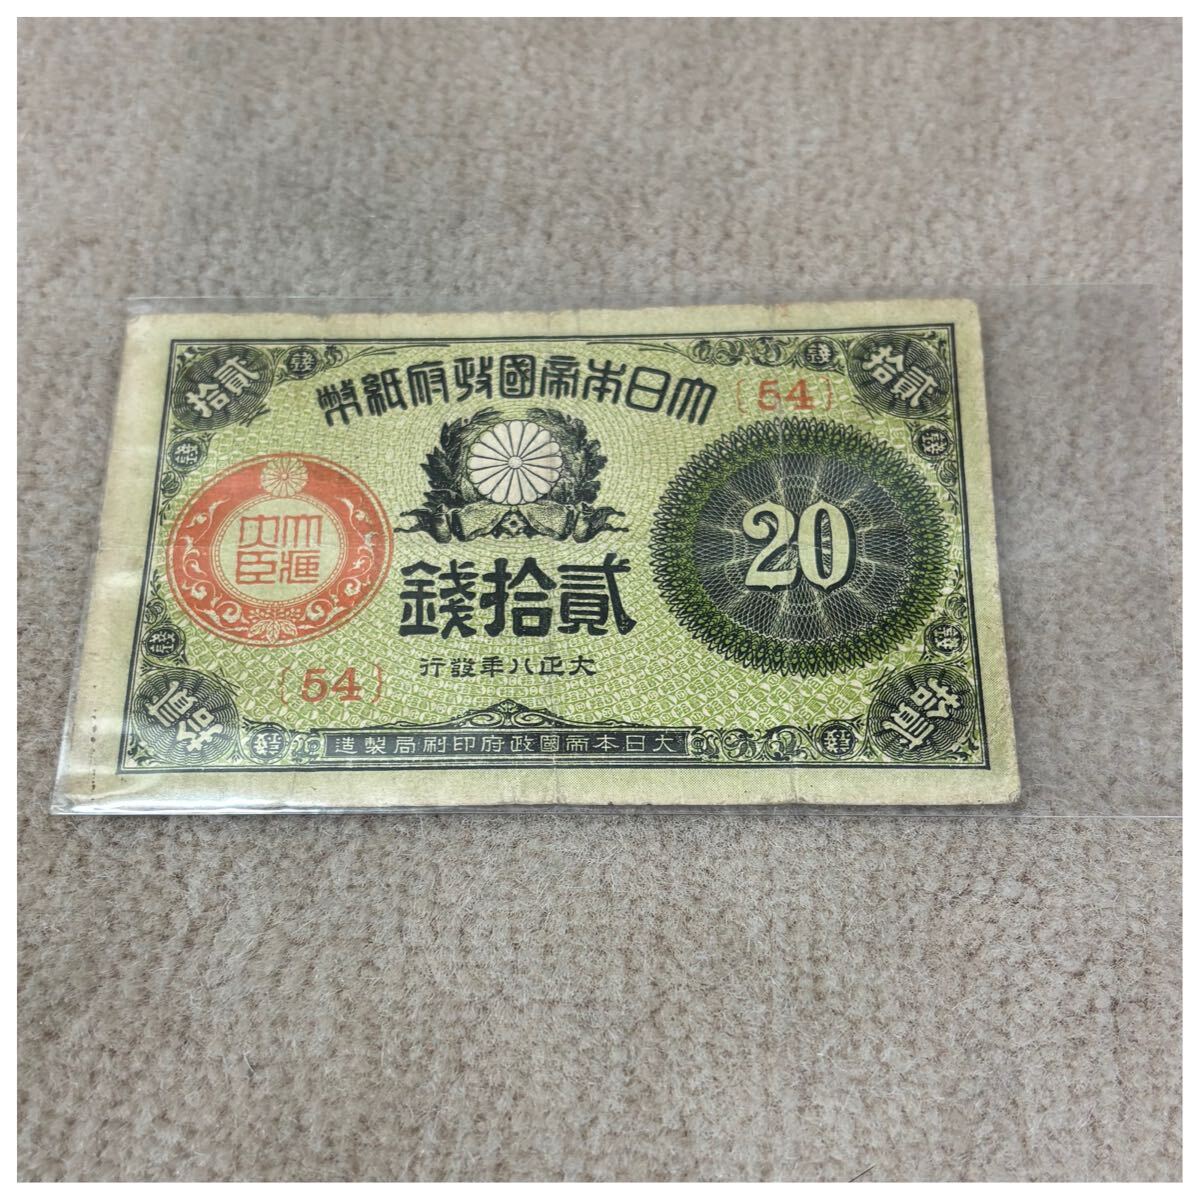 大日本帝國政府紙幣
{54}
貳拾
貳拾
大藏
大臣
貳拾錢
20
大正八年發行
{54}
貳拾
貳拾
大日本帝國政府印刷局製造